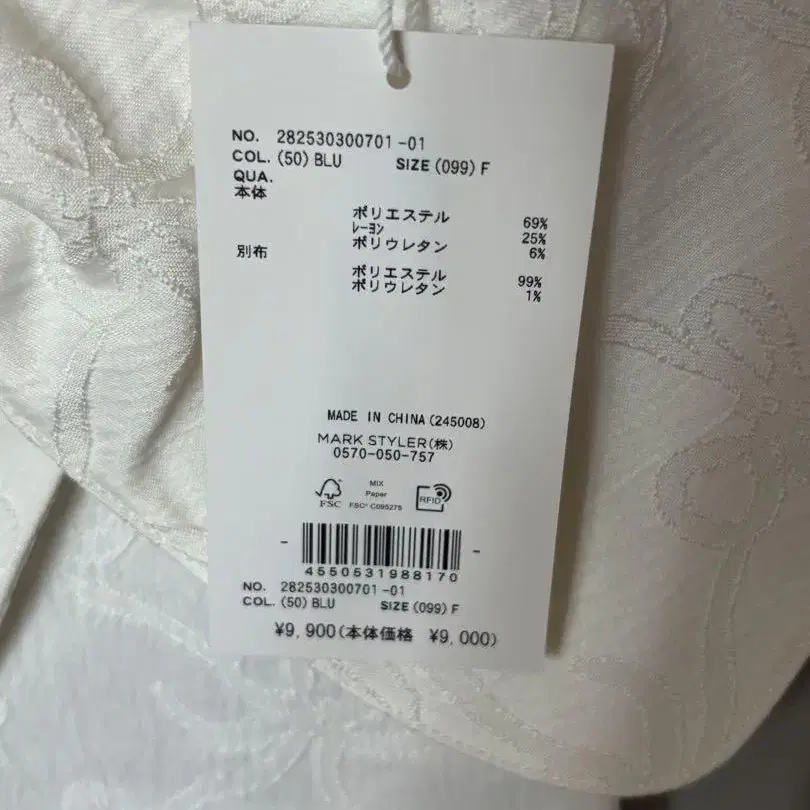 NO. 282530300701-01
COL. (50) BLU SIZE (099) F
QUA.
本体
ポリエステル 69%
レーヨン 25%
ポリウレタン 6%
別布
ポリエステル 99%
ポリウレタン 1%
MADE IN CHINA (245008)
MARK STYLER(株)
0570-050-757
FSC
MIX
Paper
FSC® C095275
RFID
4550531988170
NO. 282530300701-01
COL. (50) BLU SIZE (099) F
¥9,900(本体価格 ¥9,000)